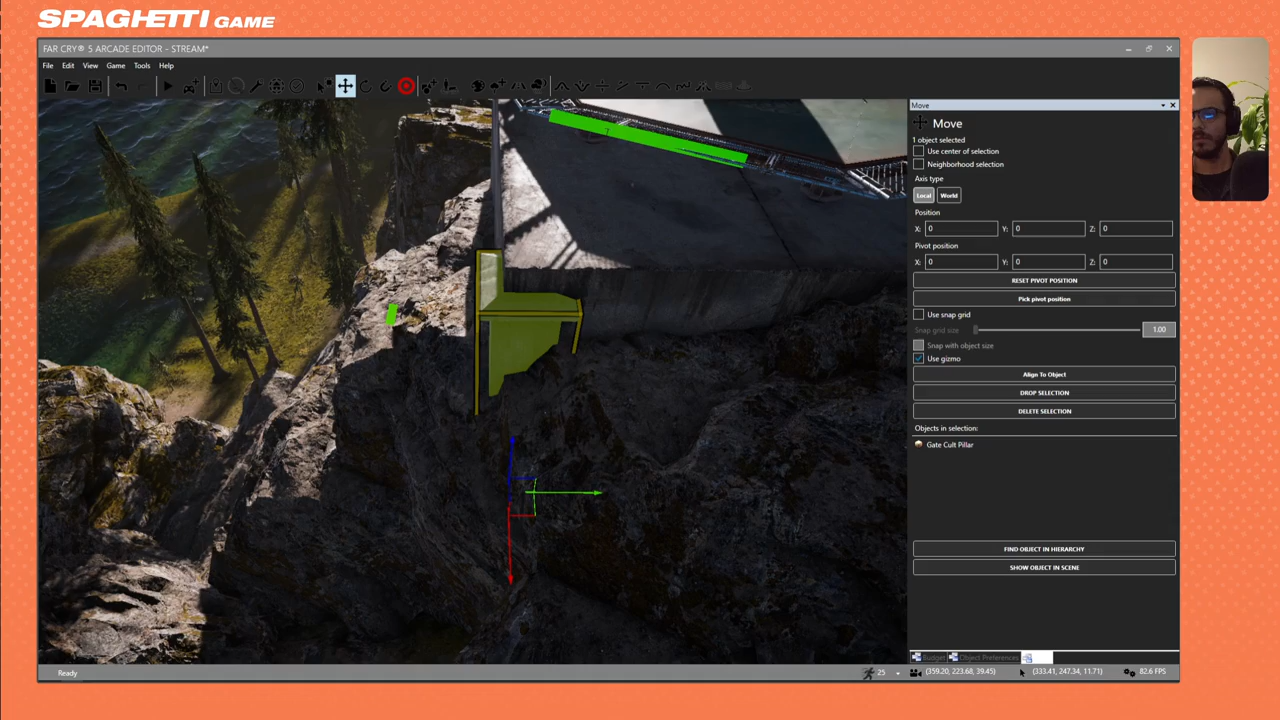 SPAGHETTI GAME
FAR CRY® 5 ARCADE EDITOR - STREAM*
File Edit View Game Tools Help
Move
Move
1 object selected
Use center of selection
Neighborhood selection
Axis type
Local World
Position
X: 0 Y: 0 Z: 0
Pivot position
X: 0 Y: 0 Z: 0
RESET PIVOT POSITION
Pick pivot position
Use snap grid
Snap grid size 1.00
Snap with object size
Use gizmo
Align To Object
DROP SELECTION
DELETE SELECTION
Objects in selection:
Gate Cult Pillar
FIND OBJECT IN HIERARCHY
SHOW OBJECT IN SCENE
Budget Object Preferences
Ready 25 (359.20, 223.68, 39.45) (333.41, 247.34, 11.71) 82.6 FPS